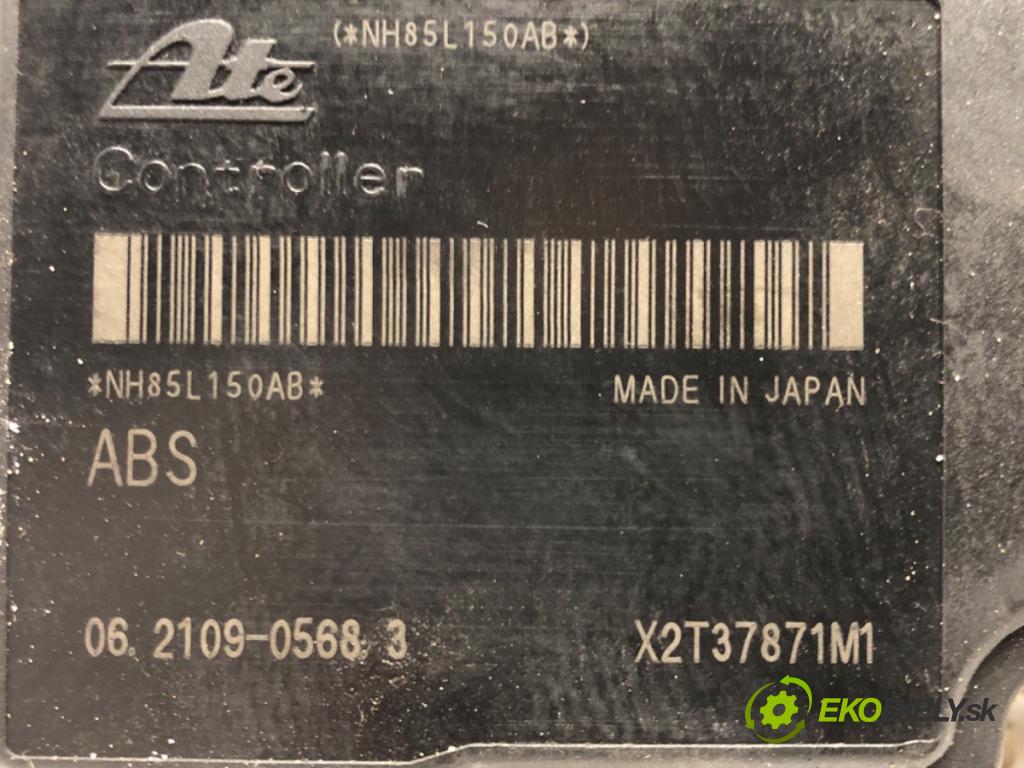 Ate (*NH85L150AB*)
Controller
*NH85L150AB* MADE IN JAPAN
ABS
06.2109-0568.3 X2T37871M1
EKODIELY.sk